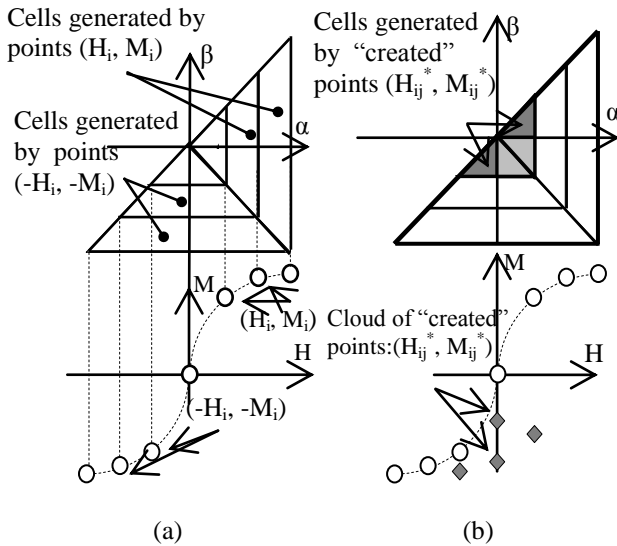 Cells generated by
points (Hᵢ, Mᵢ)
β
α
Cells generated
by points
(-Hᵢ, -Mᵢ)
M
(Hᵢ, Mᵢ)
H
(-Hᵢ, -Mᵢ)
(a)
Cells generated
by “created”
points (Hᵢⱼ*, Mᵢⱼ*)
β
α
M
Cloud of “created”
points:(Hᵢⱼ*, Mᵢⱼ*)
H
(b)